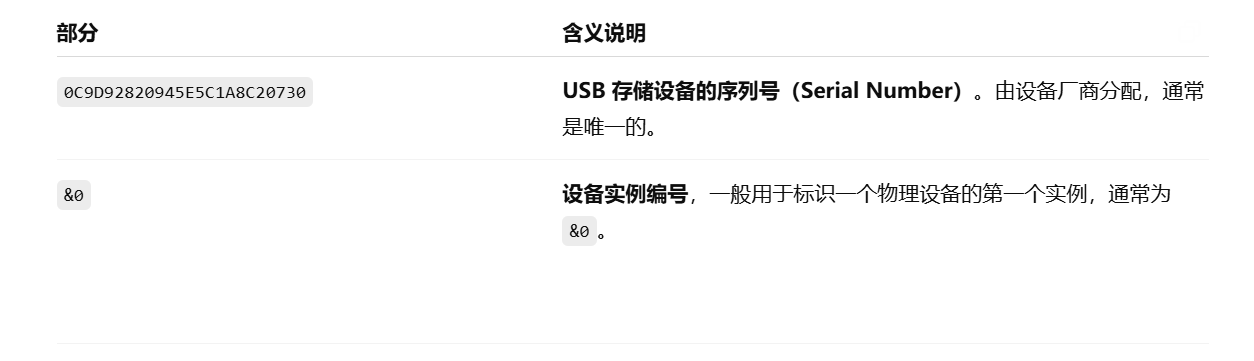 部分 含义说明
0C9D92820945E5C1A8C20730 USB 存储设备的序列号（Serial Number）。由设备厂商分配，通常
是唯一的。
&0 设备实例编号，一般用于标识一个物理设备的第一个实例，通常为
&0。